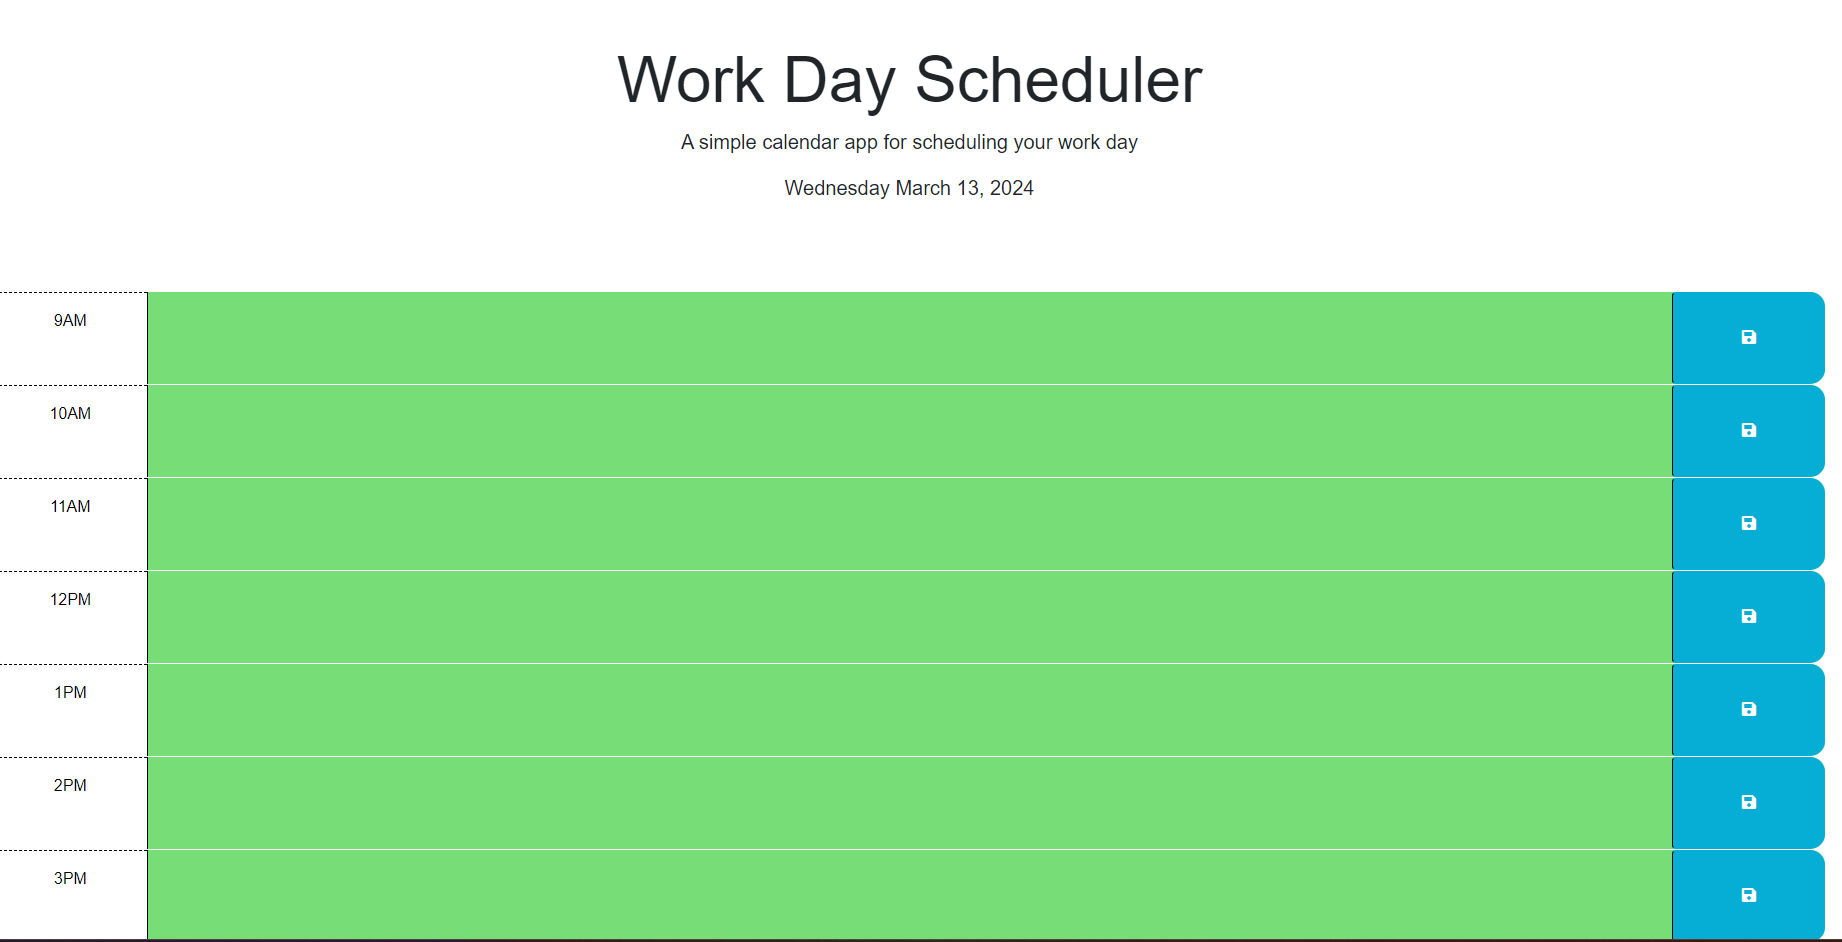 Work Day Scheduler
A simple calendar app for scheduling your work day
Wednesday March 13, 2024
9AM
10AM
11AM
12PM
1PM
2PM
3PM